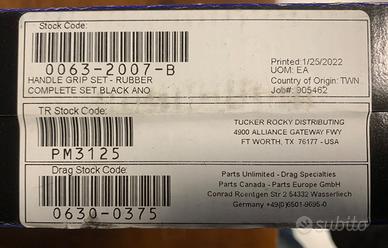 Stock Code:
0063-2007-B
HANDLE GRIP SET - RUBBER
COMPLETE SET BLACK ANO
Printed: 1/25/2022
UOM: EA
Country of Origin: TWN
Job#: 905462
TR Stock Code:
PM3125
TUCKER ROCKY DISTRIBUTING
4900 ALLIANCE GATEWAY FWY
FT WORTH, TX 76177 - USA
Drag Stock Code:
0630-0375
Parts Unlimited - Drag Specialties
Parts Canada - Parts Europe GmbH
Conrad Roentgen Str 2 54332 Wasserliech
Germany +49(0)6501-9695-0
subito